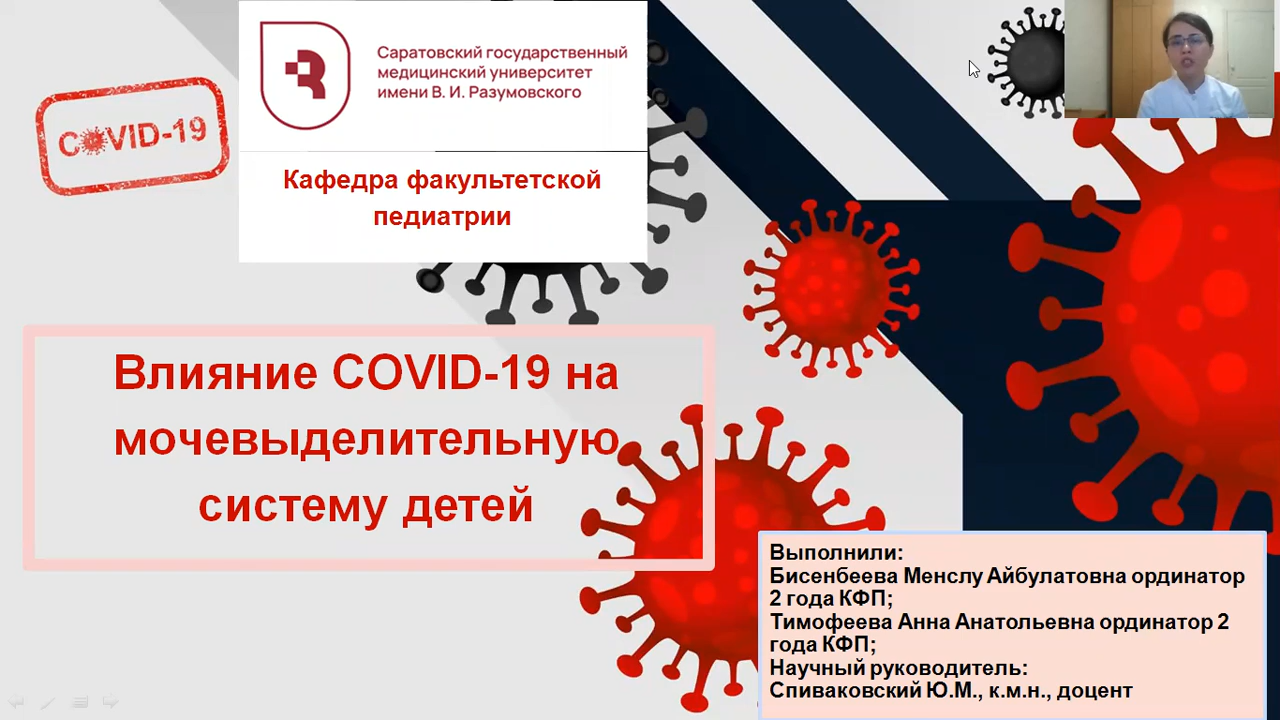 Саратовский государственный
медицинский университет
имени В. И. Разумовского
COVID-19
Кафедра факультетской
педиатрии
Влияние COVID-19 на
мочевыделительную
систему детей
Выполнили:
Бисенбеева Менслу Айбулатовна ординатор
2 года КФП;
Тимофеева Анна Анатольевна ординатор 2
года КФП;
Научный руководитель:
Спиваковский Ю.М., к.м.н., доцент